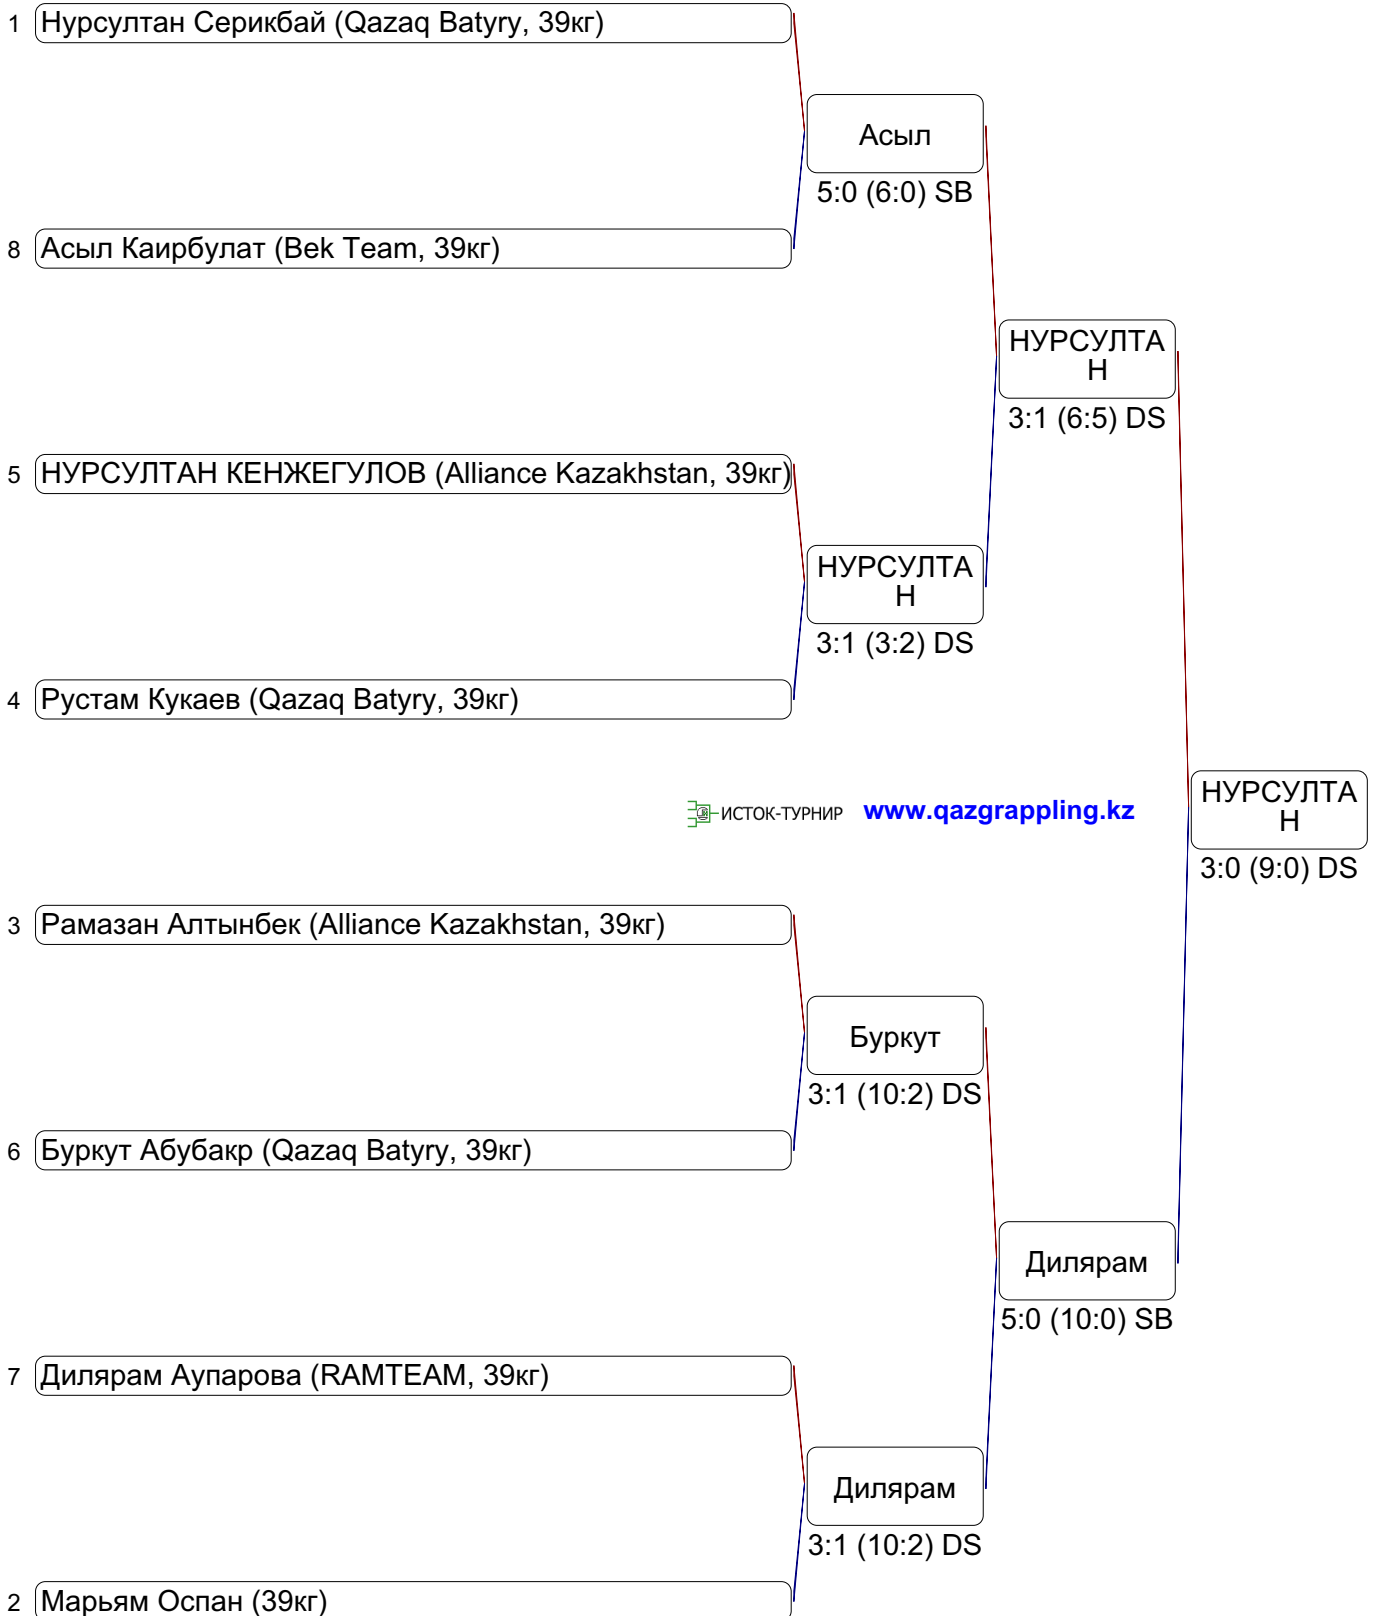 1 Нурсултан Серикбай (Qazaq Batyry, 39кг)
Асыл
5:0 (6:0) SB
8 Асыл Каирбулат (Bek Team, 39кг)
НУРСУЛТА
Н
3:1 (6:5) DS
5 НУРСУЛТАН КЕНЖЕГУЛОВ (Alliance Kazakhstan, 39кг)
НУРСУЛТА
Н
3:1 (3:2) DS
4 Рустам Кукаев (Qazaq Batyry, 39кг)
ИСТОК-ТУРНИР www.qazgrappling.kz
НУРСУЛТА
Н
3:0 (9:0) DS
3 Рамазан Алтынбек (Alliance Kazakhstan, 39кг)
Буркут
3:1 (10:2) DS
6 Буркут Абубакр (Qazaq Batyry, 39кг)
Дилярам
5:0 (10:0) SB
7 Дилярам Аупарова (RAMTEAM, 39кг)
Дилярам
3:1 (10:2) DS
2 Марьям Оспан (39кг)